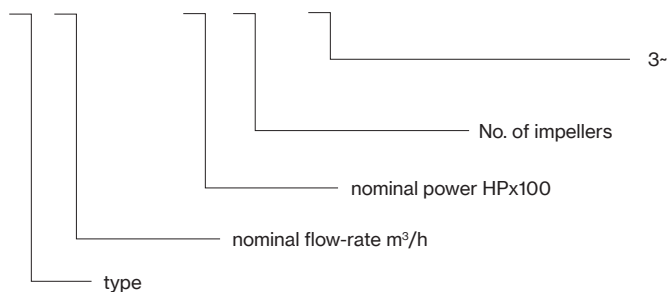 3~
No. of impellers
nominal power HPx100
nominal flow-rate m³/h
type